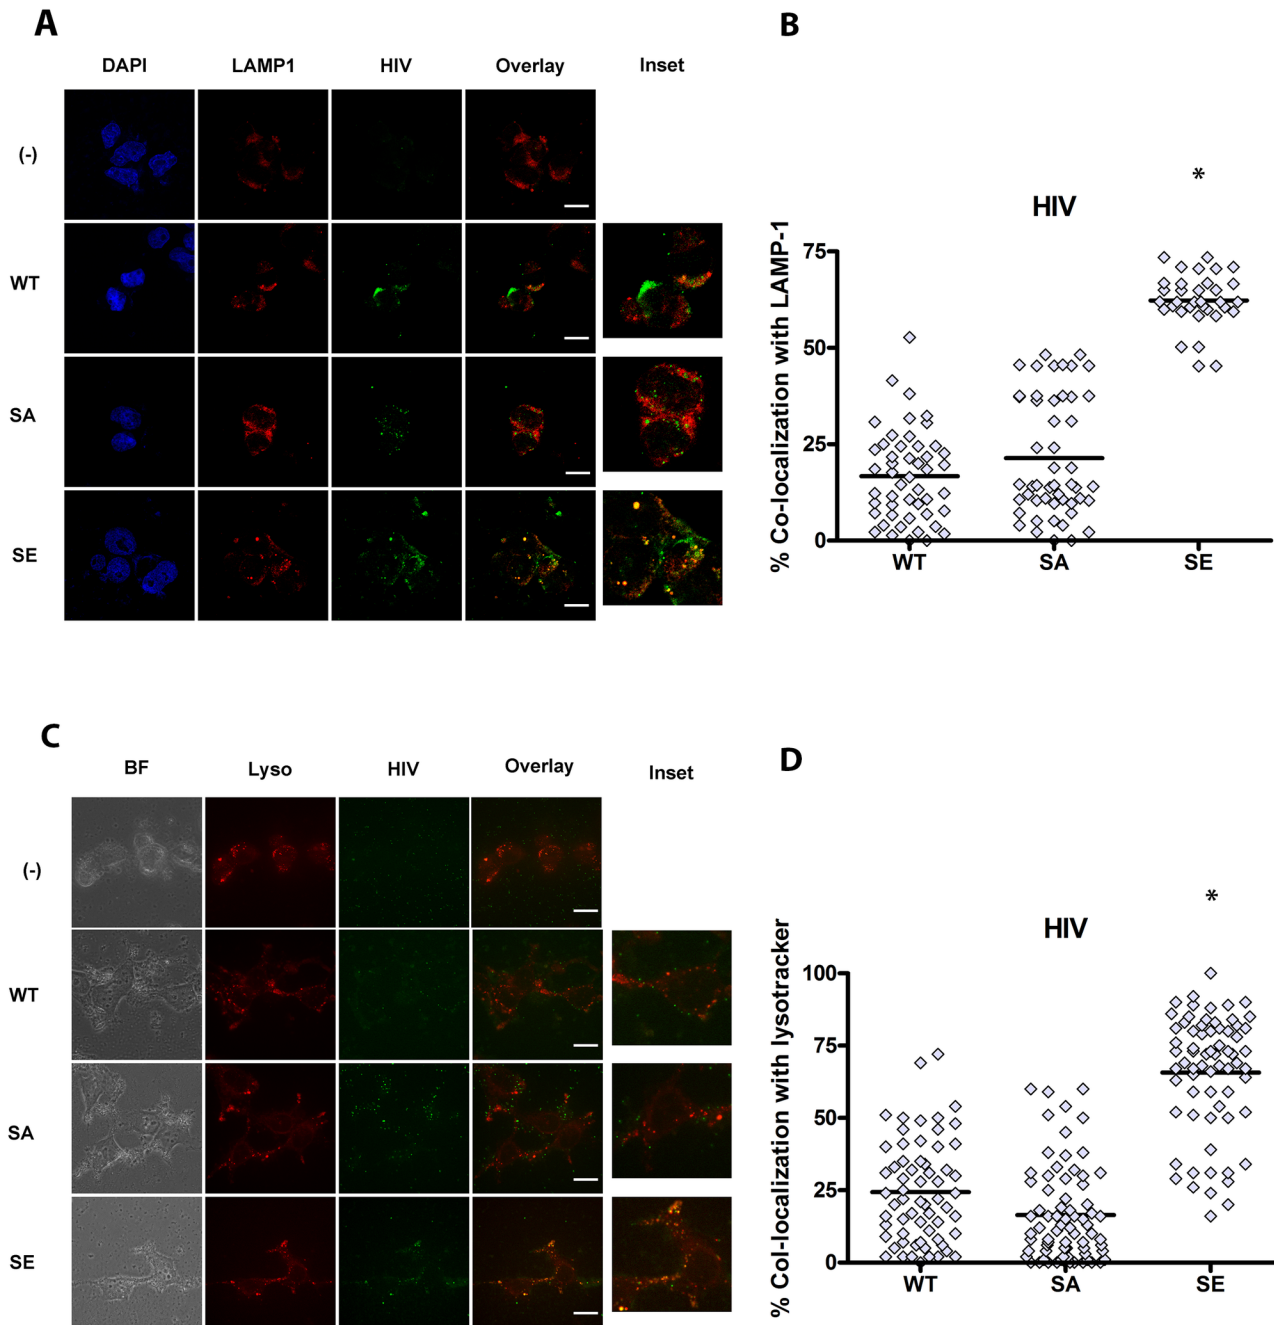 A
DAPI LAMP1 HIV Overlay Inset
(-)
WT
SA
SE
B
*
HIV
% Co-localization with LAMP-1
75
50
25
0
WT SA SE
C
BF Lyso HIV Overlay Inset
(-)
WT
SA
SE
D
*
HIV
% Col-localization with lysotracker
100
75
50
25
0
WT SA SE